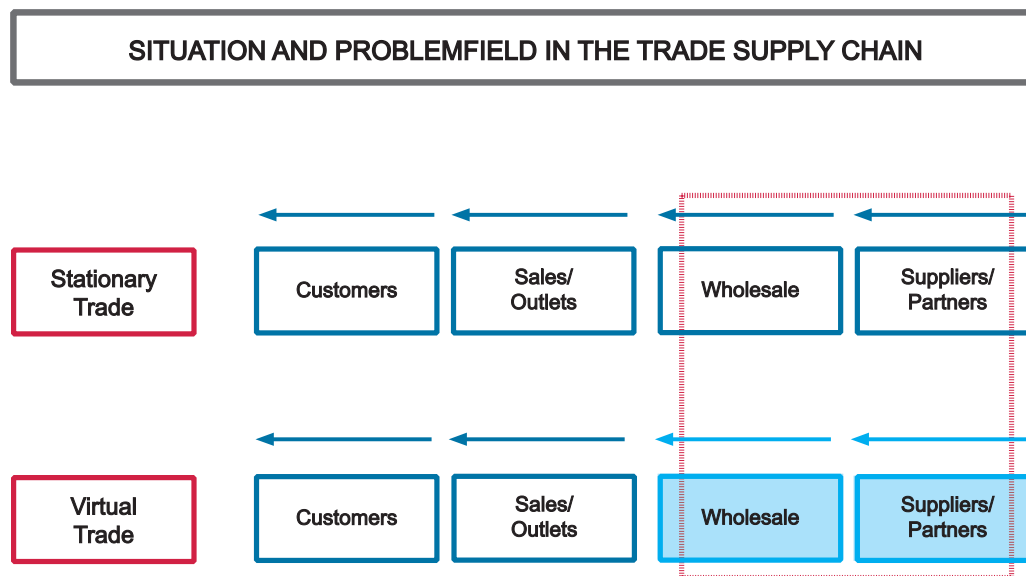 SITUATION AND PROBLEMFIELD IN THE TRADE SUPPLY CHAIN
Stationary
Trade
Customers
Sales/
Outlets
Wholesale
Suppliers/
Partners
Virtual
Trade
Customers
Sales/
Outlets
Wholesale
Suppliers/
Partners